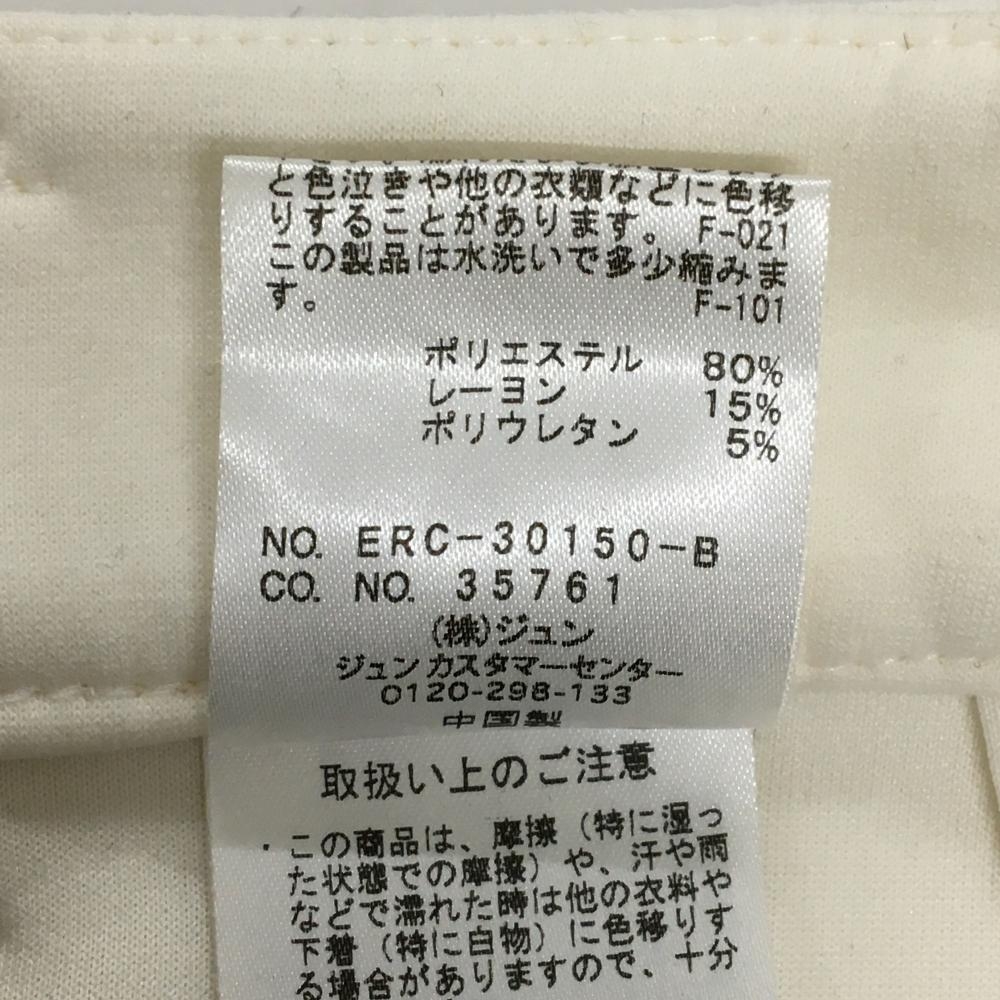 と色泣きや他の衣類などに色移
りすることがあります。F-021
この製品は水洗いで多少縮みま
す。 F-101
ポリエステル 80%
レーヨン 15%
ポリウレタン 5%
NO. ERC-30150-B
CO. NO. 35761
(株)ジュン
ジュンカスタマーセンター
0120-298-133
中国製
取扱い上のご注意
・この商品は、摩擦（特に湿っ
た状態での摩擦）や、汗や雨
などで濡れた時は他の衣料や
下着（特に白物）に色移りす
る場合がありますので、十分